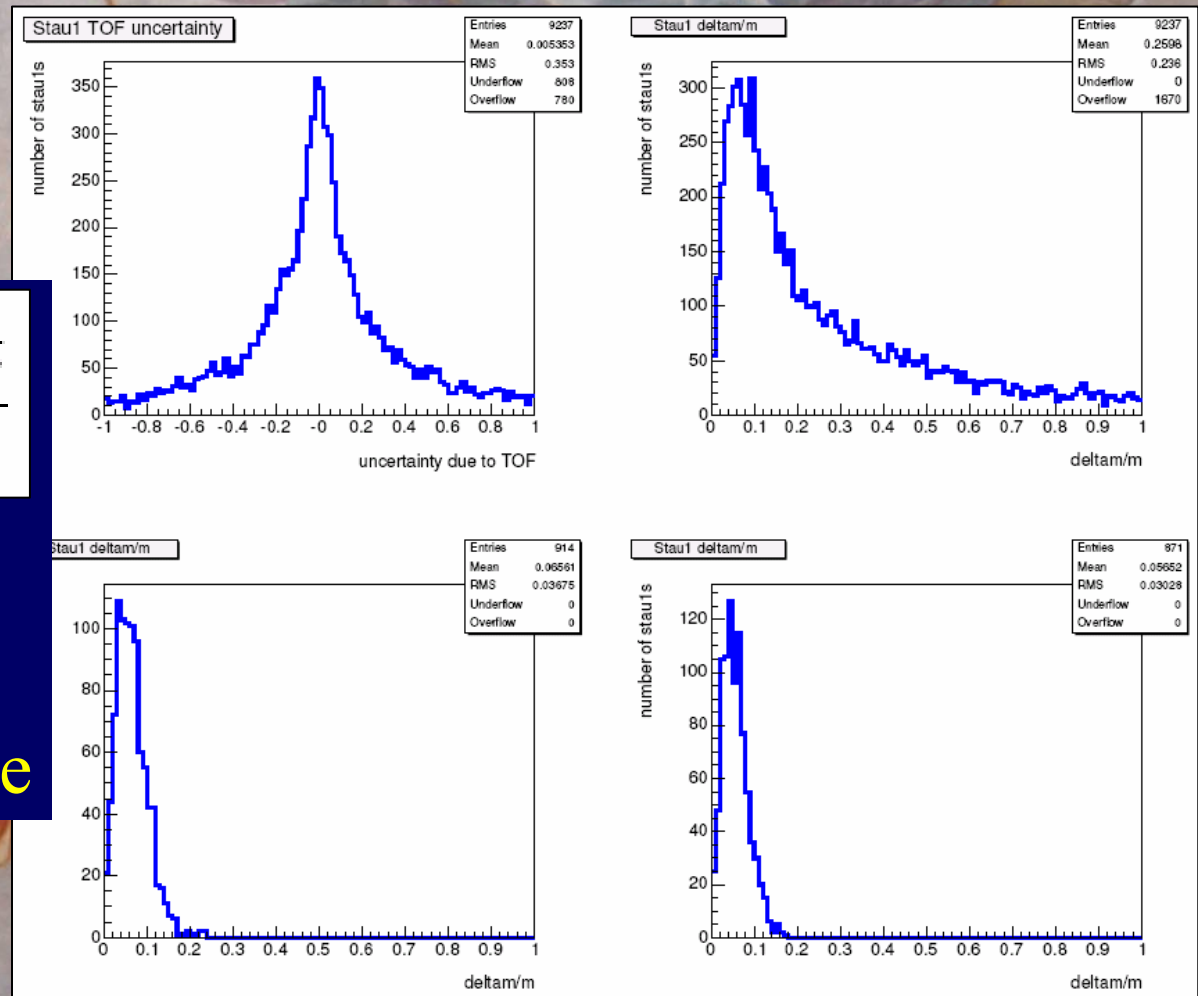 Stau1 TOF uncertainty
Entries 9237
Mean 0.005353
RMS 0.353
Underflow 808
Overflow 780
number of stau1s
350
300
250
200
150
100
50
0
-1 -0.8 -0.6 -0.4 -0.2 -0 0.2 0.4 0.6 0.8 1
uncertainty due to TOF
Stau1 deltam/m
Entries 9237
Mean 0.2598
RMS 0.236
Underflow 0
Overflow 1670
number of stau1s
300
250
200
150
100
50
0
0 0.1 0.2 0.3 0.4 0.5 0.6 0.7 0.8 0.9 1
deltam/m
e
Stau1 deltam/m
Entries 914
Mean 0.06561
RMS 0.03675
Underflow 0
Overflow 0
100
80
60
40
20
0
0 0.1 0.2 0.3 0.4 0.5 0.6 0.7 0.8 0.9 1
deltam/m
Stau1 deltam/m
Entries 871
Mean 0.05652
RMS 0.03028
Underflow 0
Overflow 0
number of stau1s
120
100
80
60
40
20
0
0 0.1 0.2 0.3 0.4 0.5 0.6 0.7 0.8 0.9 1
deltam/m